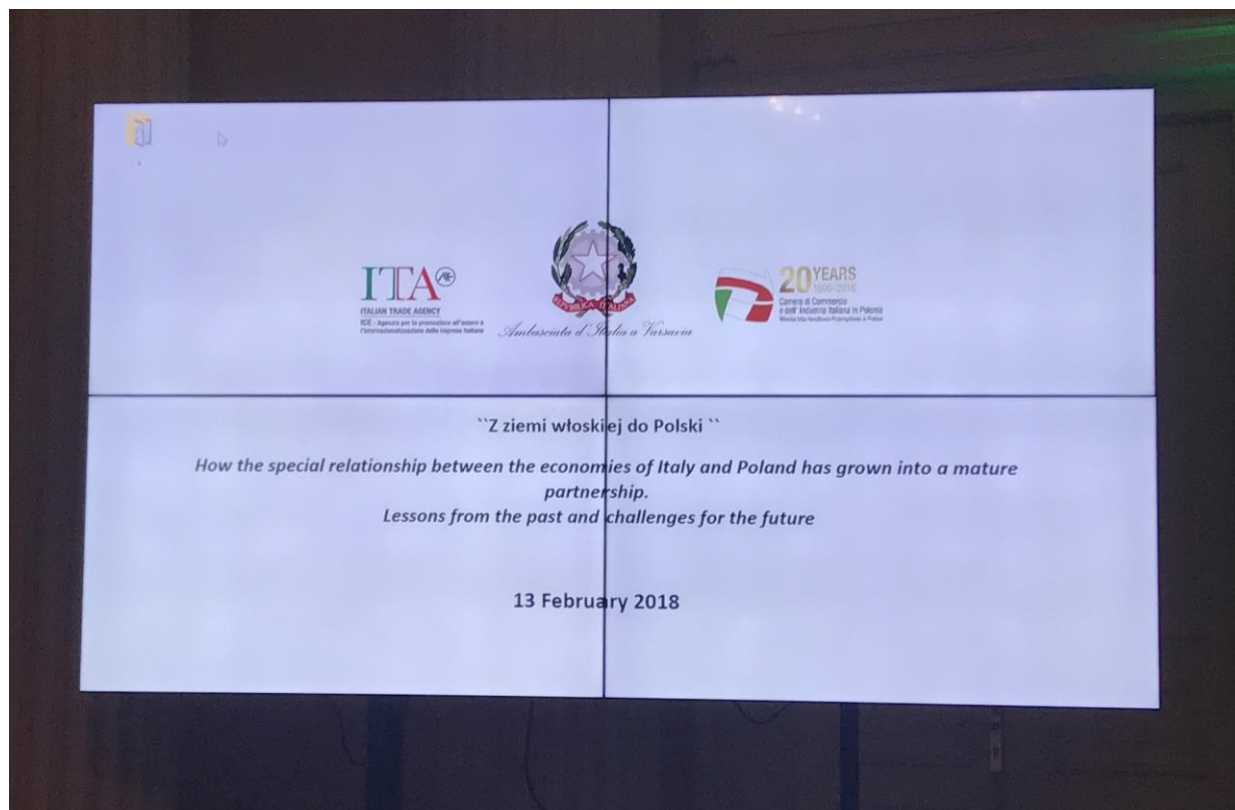 ITA
ITALIAN TRADE AGENCY
ICE - Agenzia per la promozione all'estero e
l'internazionalizzazione delle imprese italiane
REPVBBLICA ITALIANA
Ambasciata d'Italia a Varsavia
20 YEARS
1996-2016
Camera di Commercio
e dell' Industria Italiana in Polonia
``Z ziemi włoskiej do Polski ``
How the special relationship between the economies of Italy and Poland has grown into a mature
partnership.
Lessons from the past and challenges for the future
13 February 2018